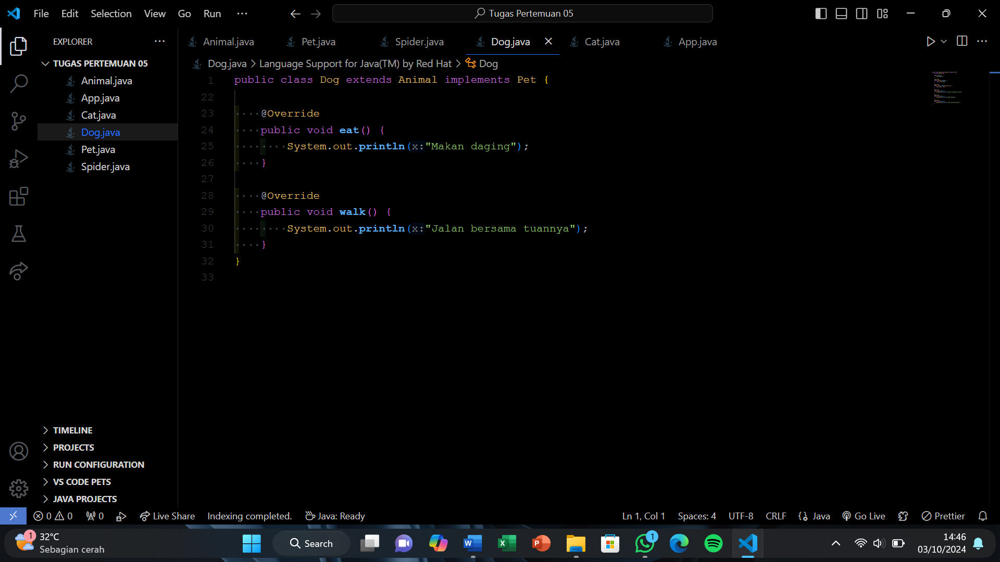 File Edit Selection View Go Run ··· Tugas Pertemuan 05
EXPLORER
TUGAS PERTEMUAN 05
Animal.java
App.java
Cat.java
Dog.java
Pet.java
Spider.java
TIMELINE
PROJECTS
RUN CONFIGURATION
VS CODE PETS
JAVA PROJECTS
Animal.java Pet.java Spider.java Dog.java Cat.java App.java
Dog.java > Language Support for Java(TM) by Red Hat > Dog
1 public class Dog extends Animal implements Pet {
22
23 @Override
24 public void eat() {
25 System.out.println(x:"Makan daging");
26 }
27
28 @Override
29 public void walk() {
30 System.out.println(x:"Jalan bersama tuannya");
31 }
32 }
33
0 0 0 Live Share Indexing completed. Java: Ready Ln 1, Col 1 Spaces: 4 UTF-8 CRLF Java Go Live Prettier
1 32°C
Sebagian cerah
Search
1
14:46
03/10/2024